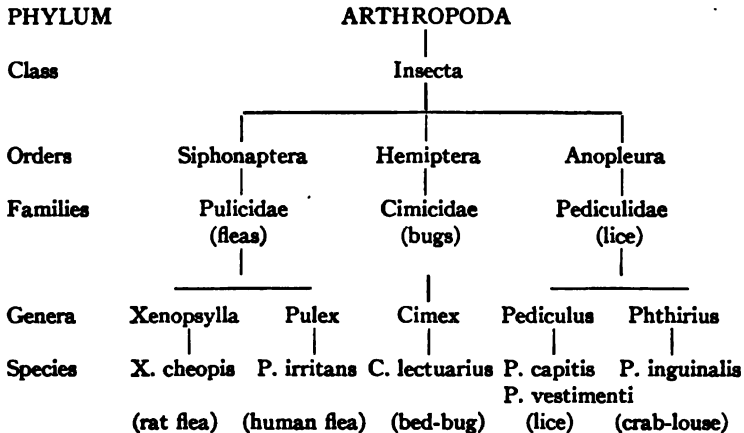 PHYLUM ARTHROPODA
Class Insecta
Orders Siphonaptera Hemiptera Anopleura
Families Pulicidae Cimicidae Pediculidae
(fleas) (bugs) (lice)
Genera Xenopsylla Pulex Cimex Pediculus Phthirius
Species X. cheopis P. irritans C. lectuarius P. capitis P. inguinalis
P. vestimenti
(rat flea) (human flea) (bed-bug) (lice) (crab-louse)